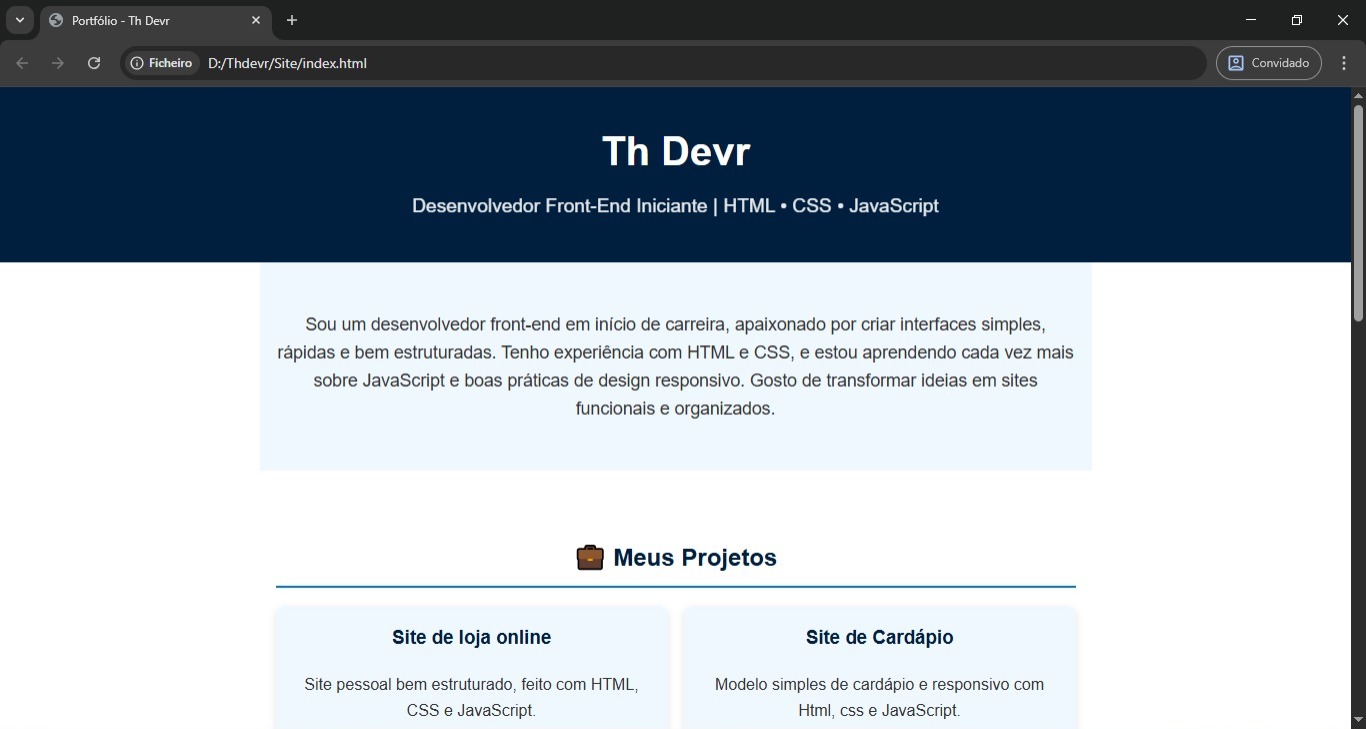 Portfólio - Th Devr
Ficheiro
D:/Thdevr/Site/index.html
Convidado
Th Devr
Desenvolvedor Front-End Iniciante | HTML • CSS • JavaScript
Sou um desenvolvedor front-end em início de carreira, apaixonado por criar interfaces simples,
rápidas e bem estruturadas. Tenho experiência com HTML e CSS, e estou aprendendo cada vez mais
sobre JavaScript e boas práticas de design responsivo. Gosto de transformar ideias em sites
funcionais e organizados.
💼 Meus Projetos
Site de loja online
Site pessoal bem estruturado, feito com HTML,
CSS e JavaScript.
Site de Cardápio
Modelo simples de cardápio e responsivo com
Html, css e JavaScript.